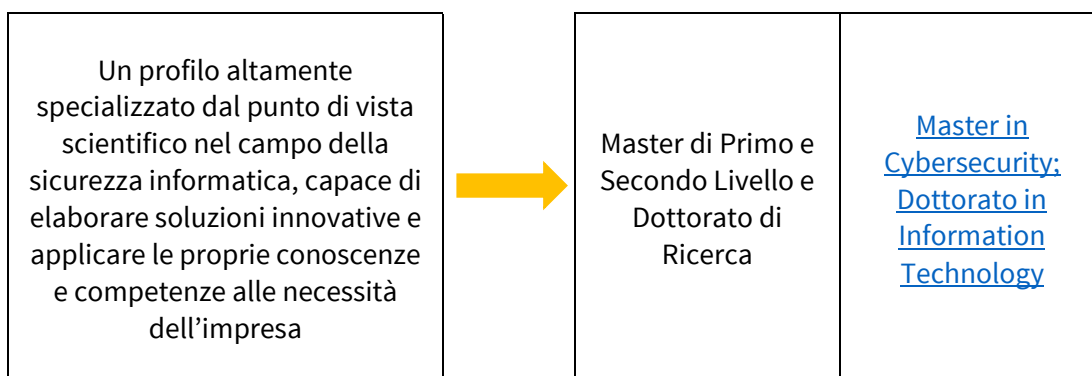 Un profilo altamente
specializzato dal punto di vista
scientifico nel campo della
sicurezza informatica, capace di
elaborare soluzioni innovative e
applicare le proprie conoscenze
e competenze alle necessità
dell’impresa
Master di Primo e
Secondo Livello e
Dottorato di
Ricerca
Master in
Cybersecurity;
Dottorato in
Information
Technology